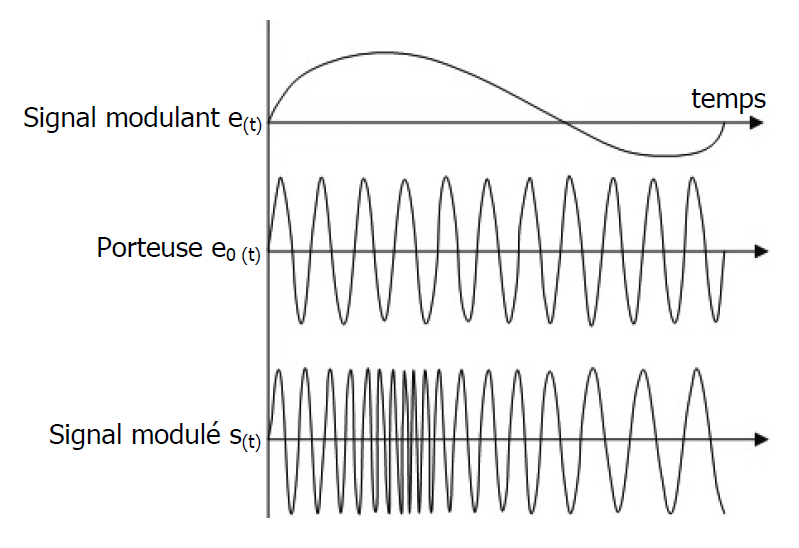 temps
Signal modulant e(t)
Porteuse e0 (t)
Signal modulé s(t)